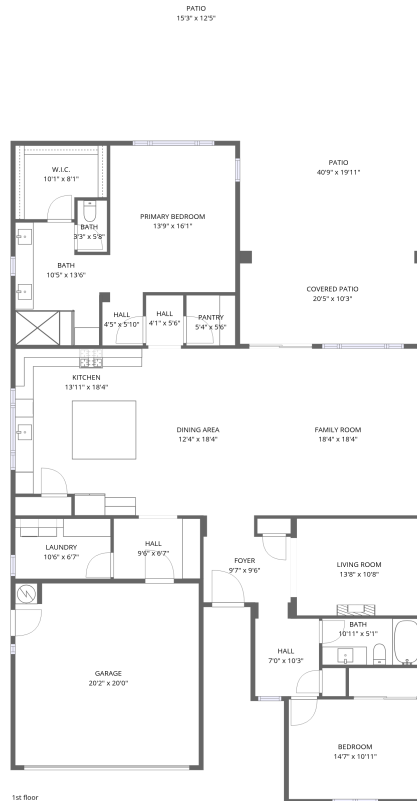 PATIO
15'3" x 12'5"
W.I.C.
10'1" x 8'1"
PATIO
40'9" x 19'11"
PRIMARY BEDROOM
13'9" x 16'1"
BATH
3'3" x 5'8"
BATH
10'5" x 13'6"
COVERED PATIO
20'5" x 10'3"
HALL
4'5" x 5'10"
HALL
4'1" x 5'6"
PANTRY
5'4" x 5'6"
KITCHEN
13'11" x 18'4"
DINING AREA
12'4" x 18'4"
FAMILY ROOM
18'4" x 18'4"
LAUNDRY
10'6" x 6'7"
HALL
9'6" x 6'7"
FOYER
9'7" x 9'6"
LIVING ROOM
13'8" x 10'8"
BATH
10'11" x 5'1"
HALL
7'0" x 10'3"
GARAGE
20'2" x 20'0"
BEDROOM
14'7" x 10'11"
1st floor